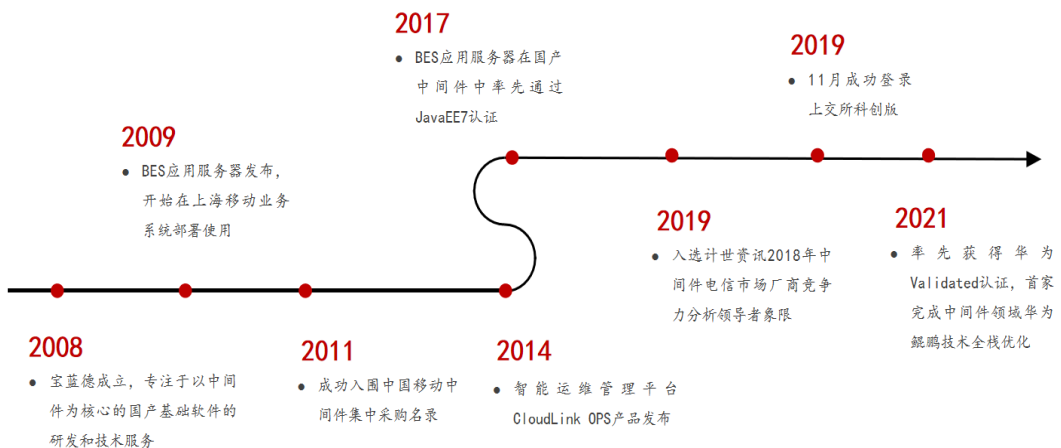 2017
● BES应用服务器在国产
中间件中率先通过
JavaEE7认证
2019
● 11月成功登录
上交所科创版
2009
● BES应用服务器发布，
开始在上海移动业务
系统部署使用
2019
● 入选计世资讯2018年中
间件电信市场厂商竞争
力分析领导者象限
2021
● 率先获得华为
Validated认证，首家
完成中间件领域华为
鲲鹏技术全栈优化
2008
● 宝蓝德成立，专注于以中间
件为核心的国产基础软件的
研发和技术服务
2011
● 成功入围中国移动中
间件集中采购名录
2014
● 智能运维管理平台
CloudLink OPS产品发布